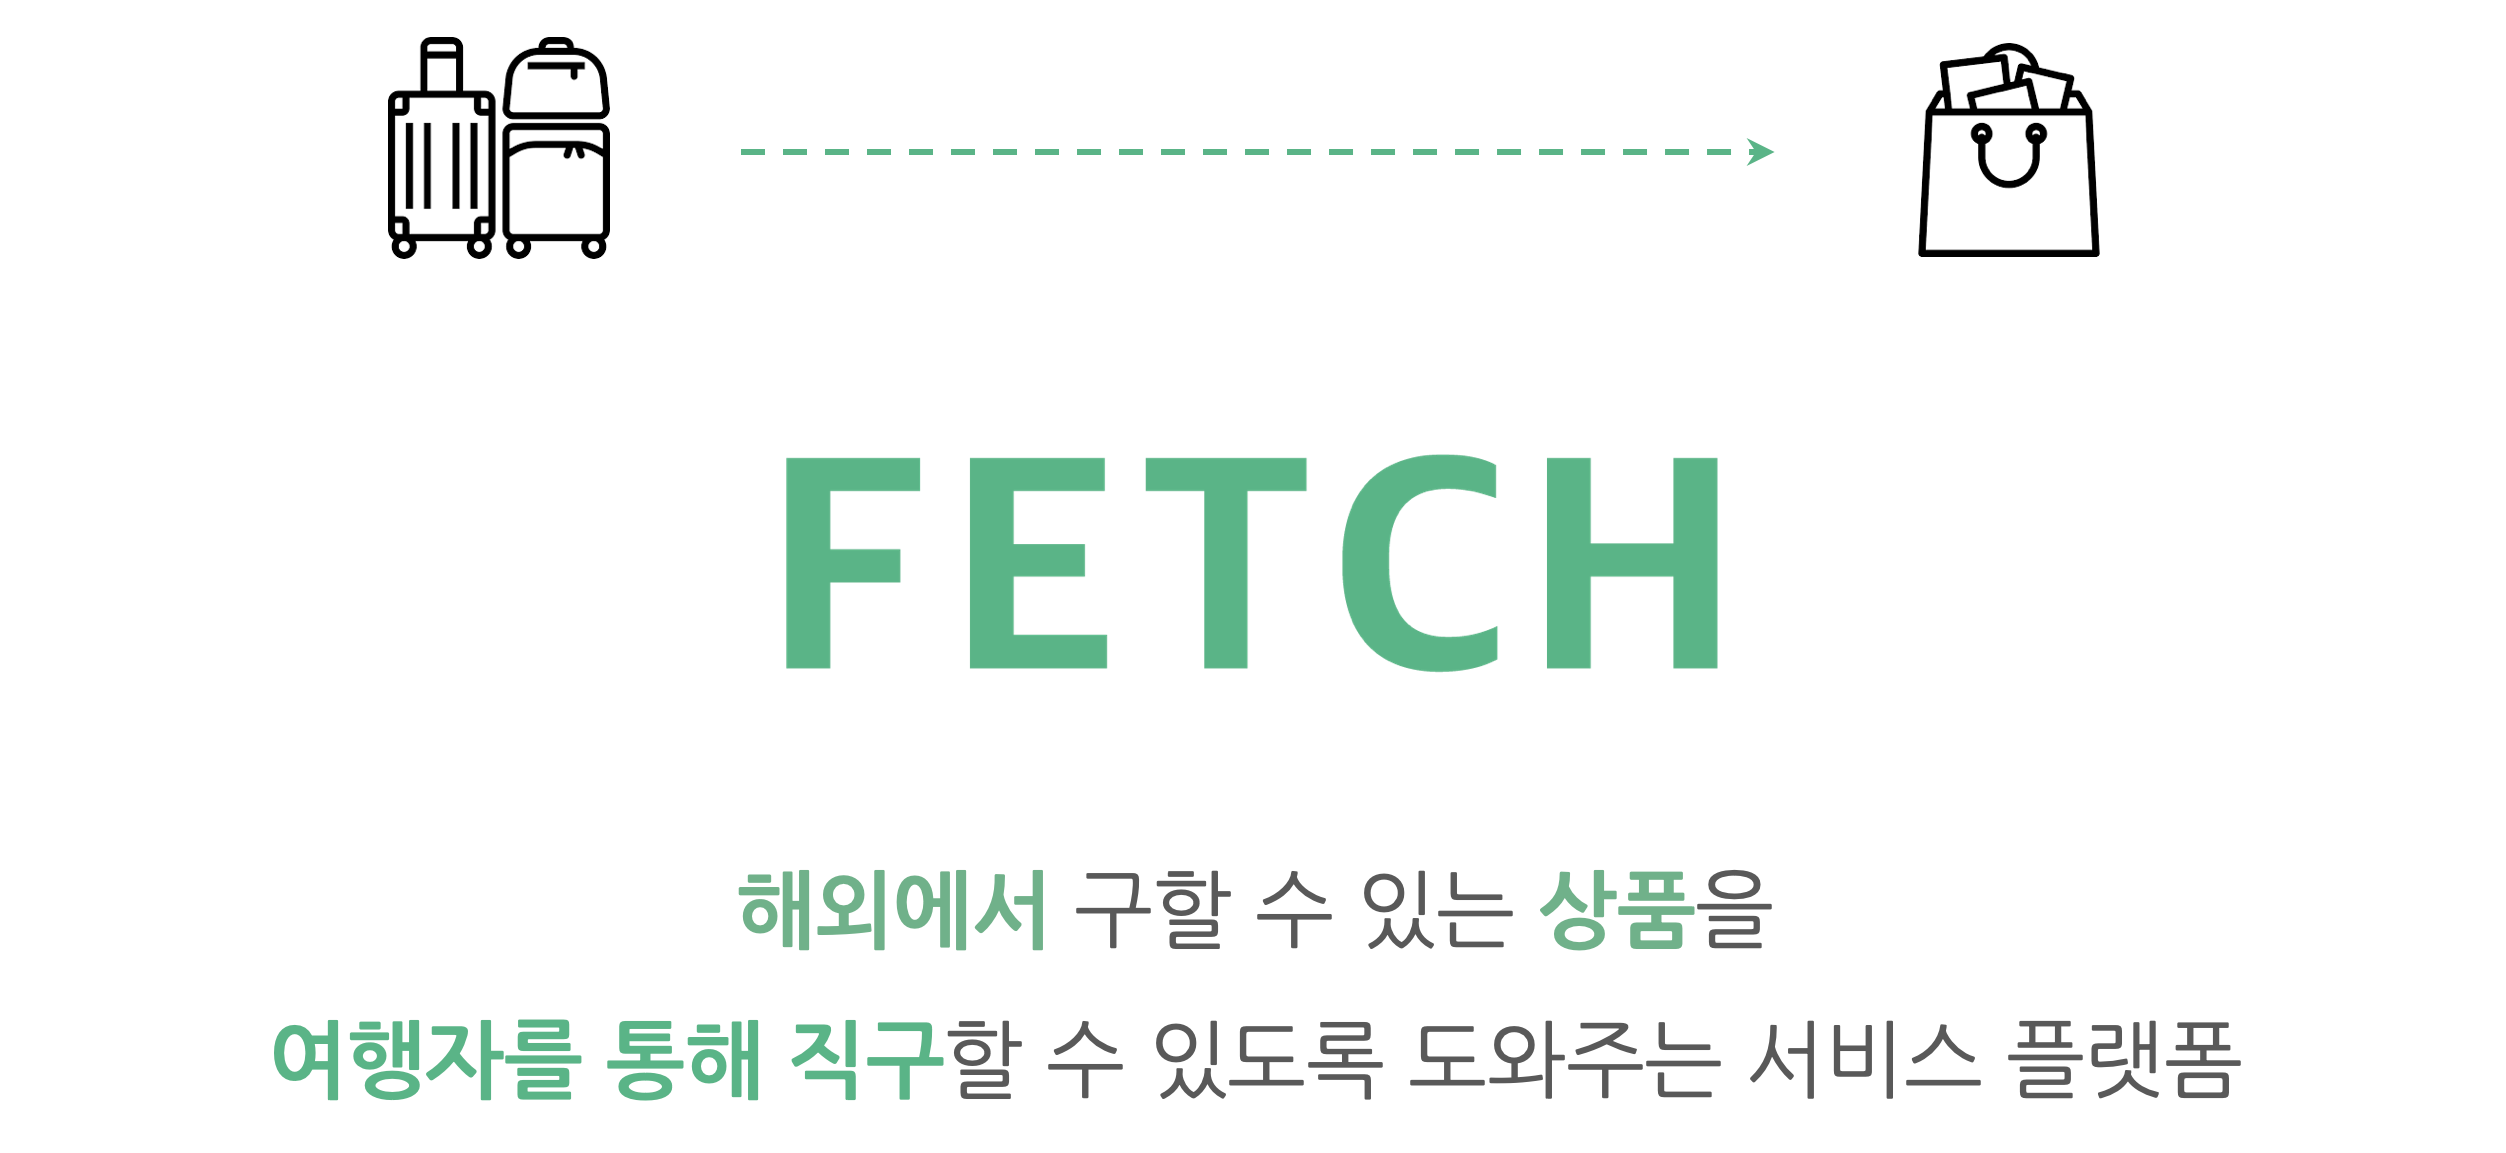 FETCH
해외에서 구할 수 있는 상품을
여행자를 통해 직구할 수 있도록 도와주는 서비스 플랫폼